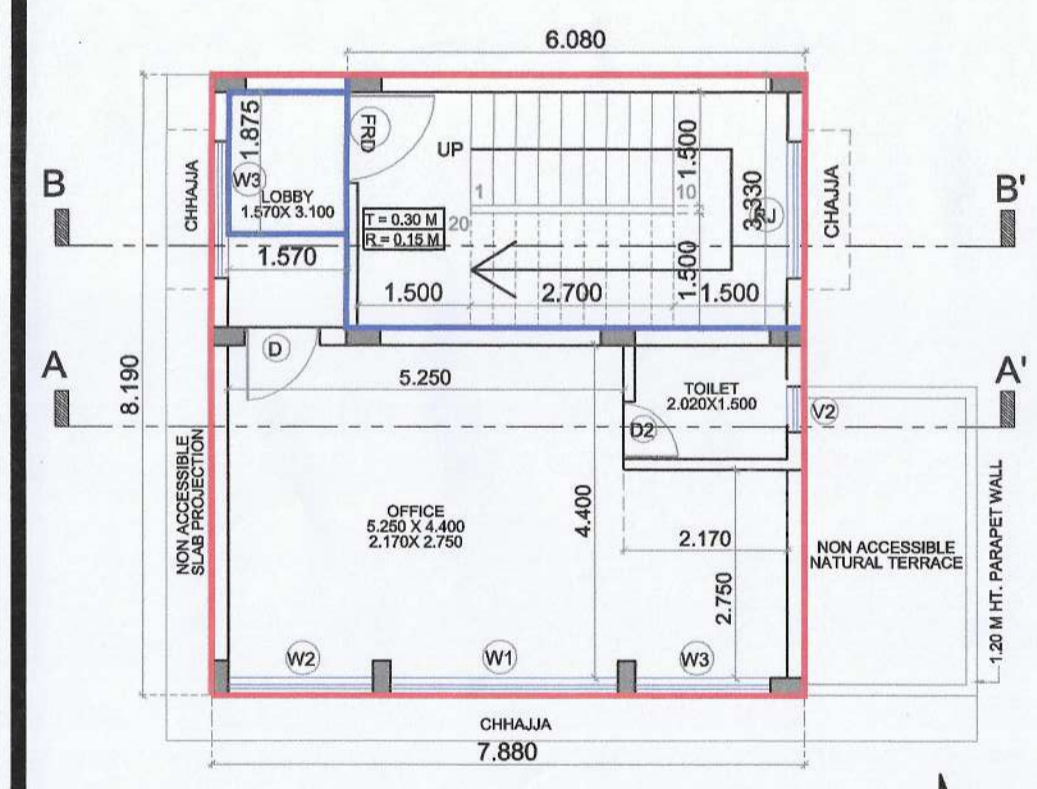 6.080
FRD
UP
1.875
W3
LOBBY
1.570X 3.100
1.500
3.330
CHHAJJA
CHAJJA
B
B'
1
10
20
T = 0.30 M
R = 0.15 M
1.570
1.500
2.700
1.500
1.500
D
A
A'
8.190
5.250
TOILET
2.020X1.500
D2
V2
NON ACCESSIBLE
SLAB PROJECTION
OFFICE
5.250 X 4.400
2.170X 2.750
4.400
2.170
2.750
NON ACCESSIBLE
NATURAL TERRACE
1.20 M HT. PARAPET WALL
W2
W1
W3
CHHAJJA
7.880